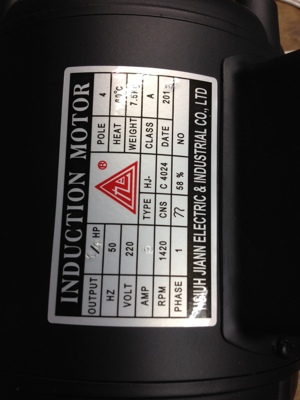 INDUCTION MOTOR
OUTPUT HP POLE 4
HZ 50 HEAT 80°C
VOLT 220 WEIGHT
AMP TYPE HJ- CLASS A
RPM 1420 CNS C 4024 DATE
PHASE 1 77 58% NO
HSIUH JIANN ELECTRIC & INDUSTRIAL CO., LTD